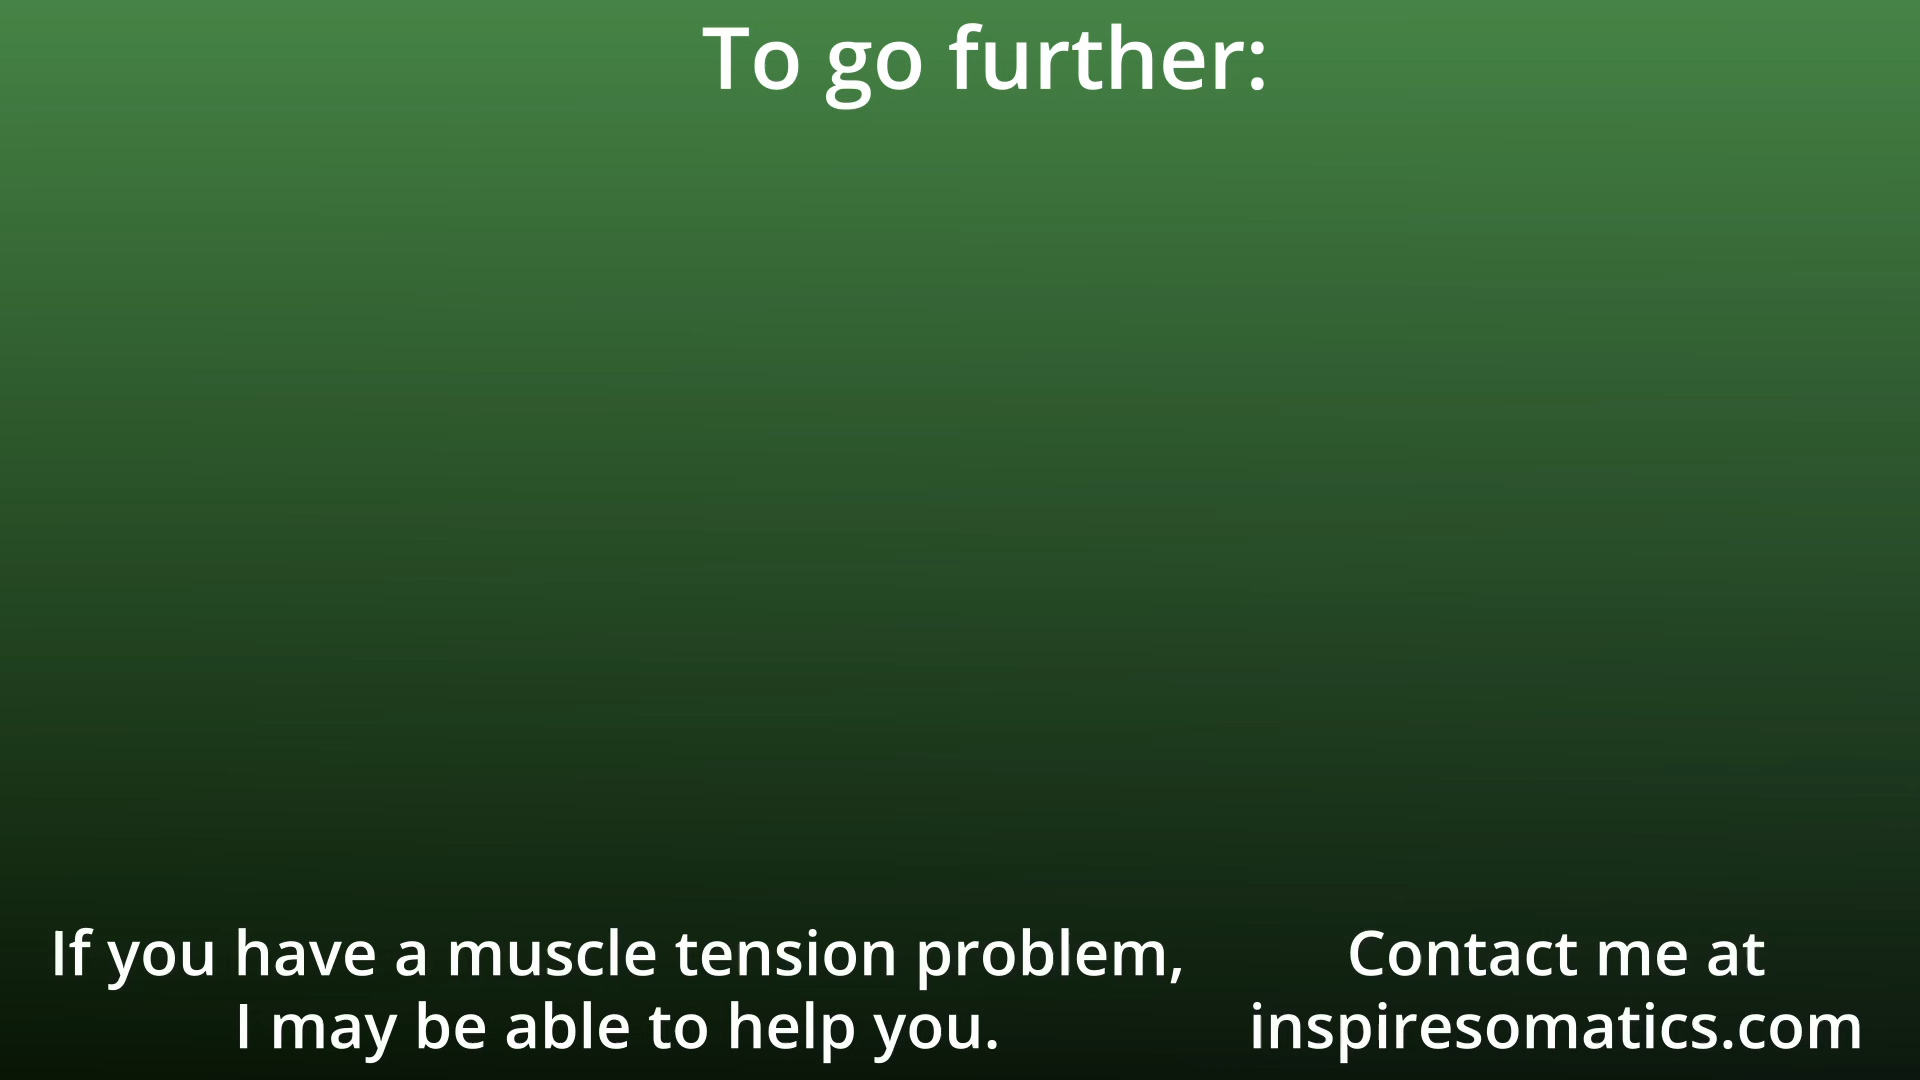 To go further:
If you have a muscle tension problem,
I may be able to help you.
Contact me at
inspiresomatics.com